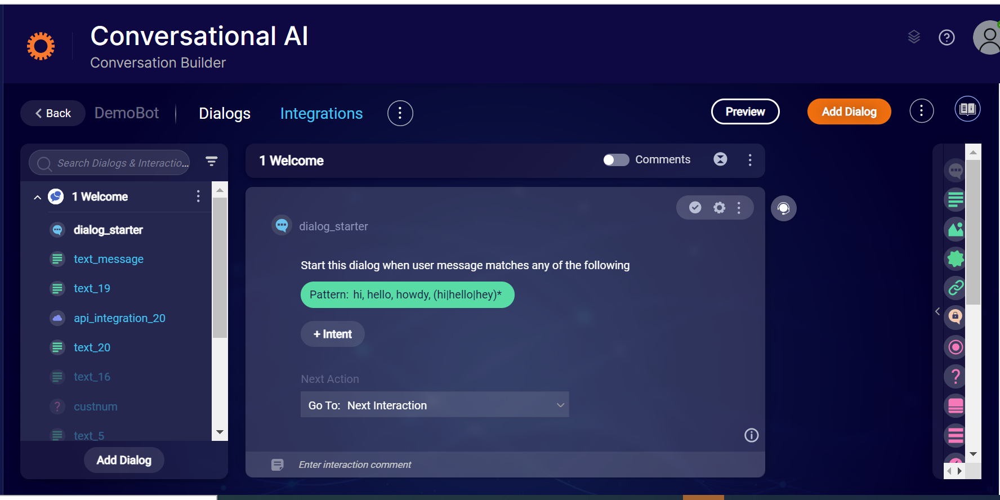 Conversational AI
Conversation Builder
Back
DemoBot
Dialogs
Integrations
Preview
Add Dialog
Search Dialogs & Interactio...
1 Welcome
dialog_starter
text_message
text_19
api_integration_20
text_20
text_16
custnum
text_5
Add Dialog
1 Welcome
Comments
dialog_starter
Start this dialog when user message matches any of the following
Pattern: hi, hello, howdy, (hi|hello|hey)*
+ Intent
Next Action
Go To: Next Interaction
Enter interaction comment